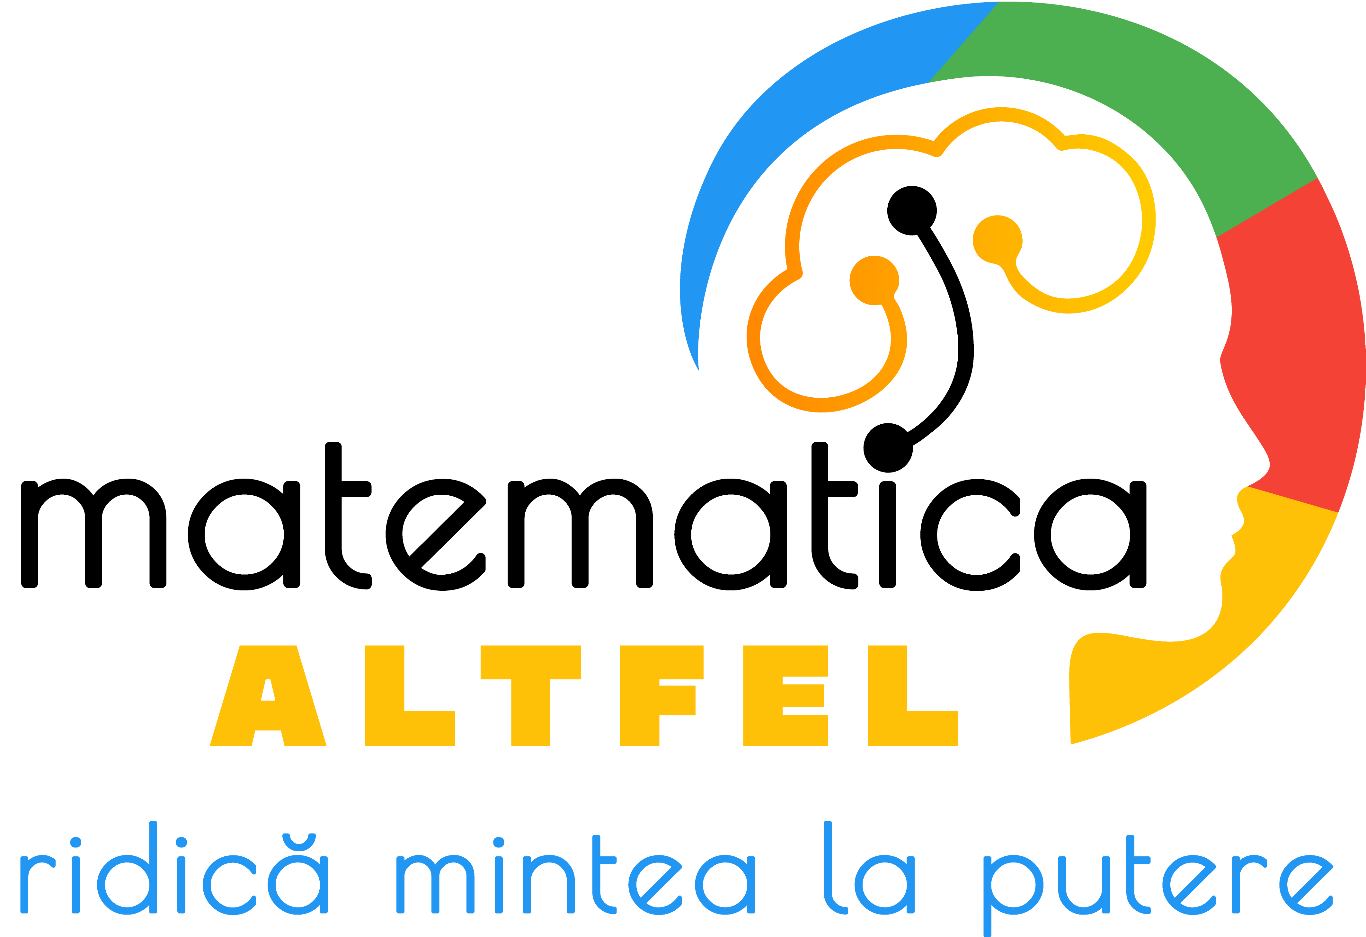 matematica
ALTFEL
ridică mintea la putere